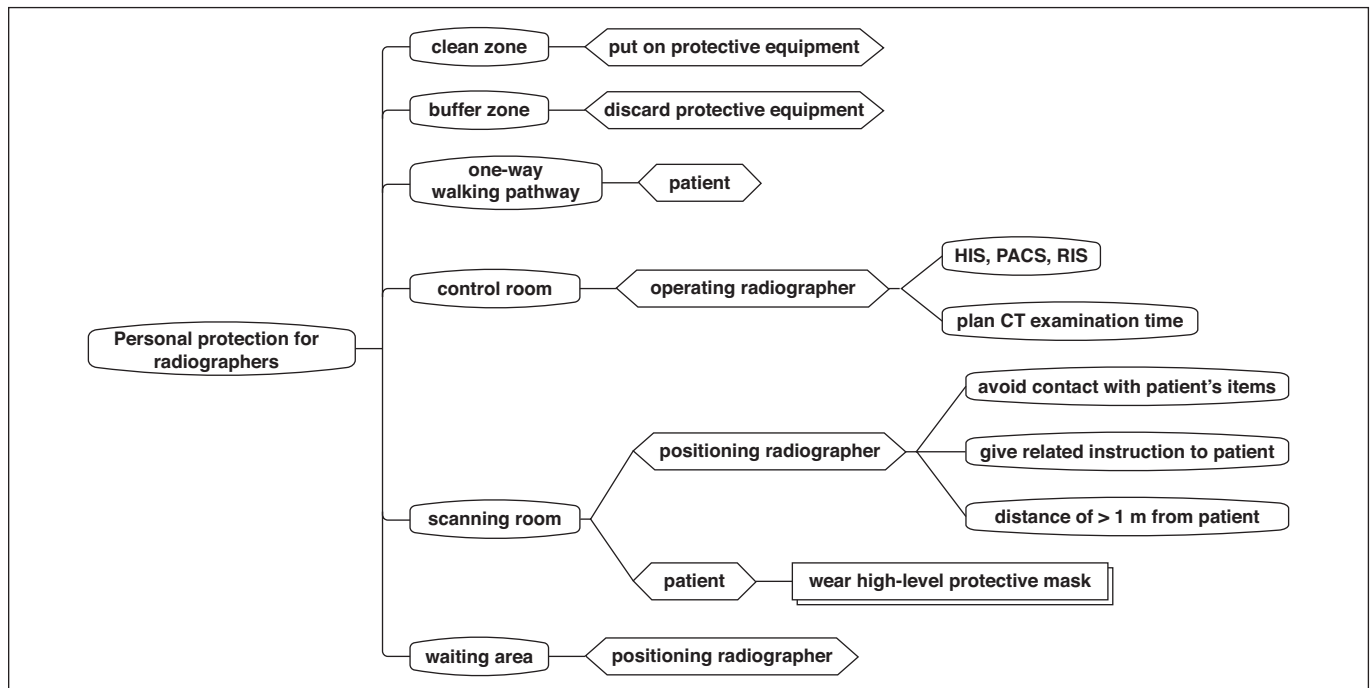 clean zone
put on protective equipment
buffer zone
discard protective equipment
one-way
walking pathway
patient
HIS, PACS, RIS
control room
operating radiographer
plan CT examination time
Personal protection for
radiographers
avoid contact with patient’s items
positioning radiographer
give related instruction to patient
scanning room
distance of > 1 m from patient
patient
wear high-level protective mask
waiting area
positioning radiographer